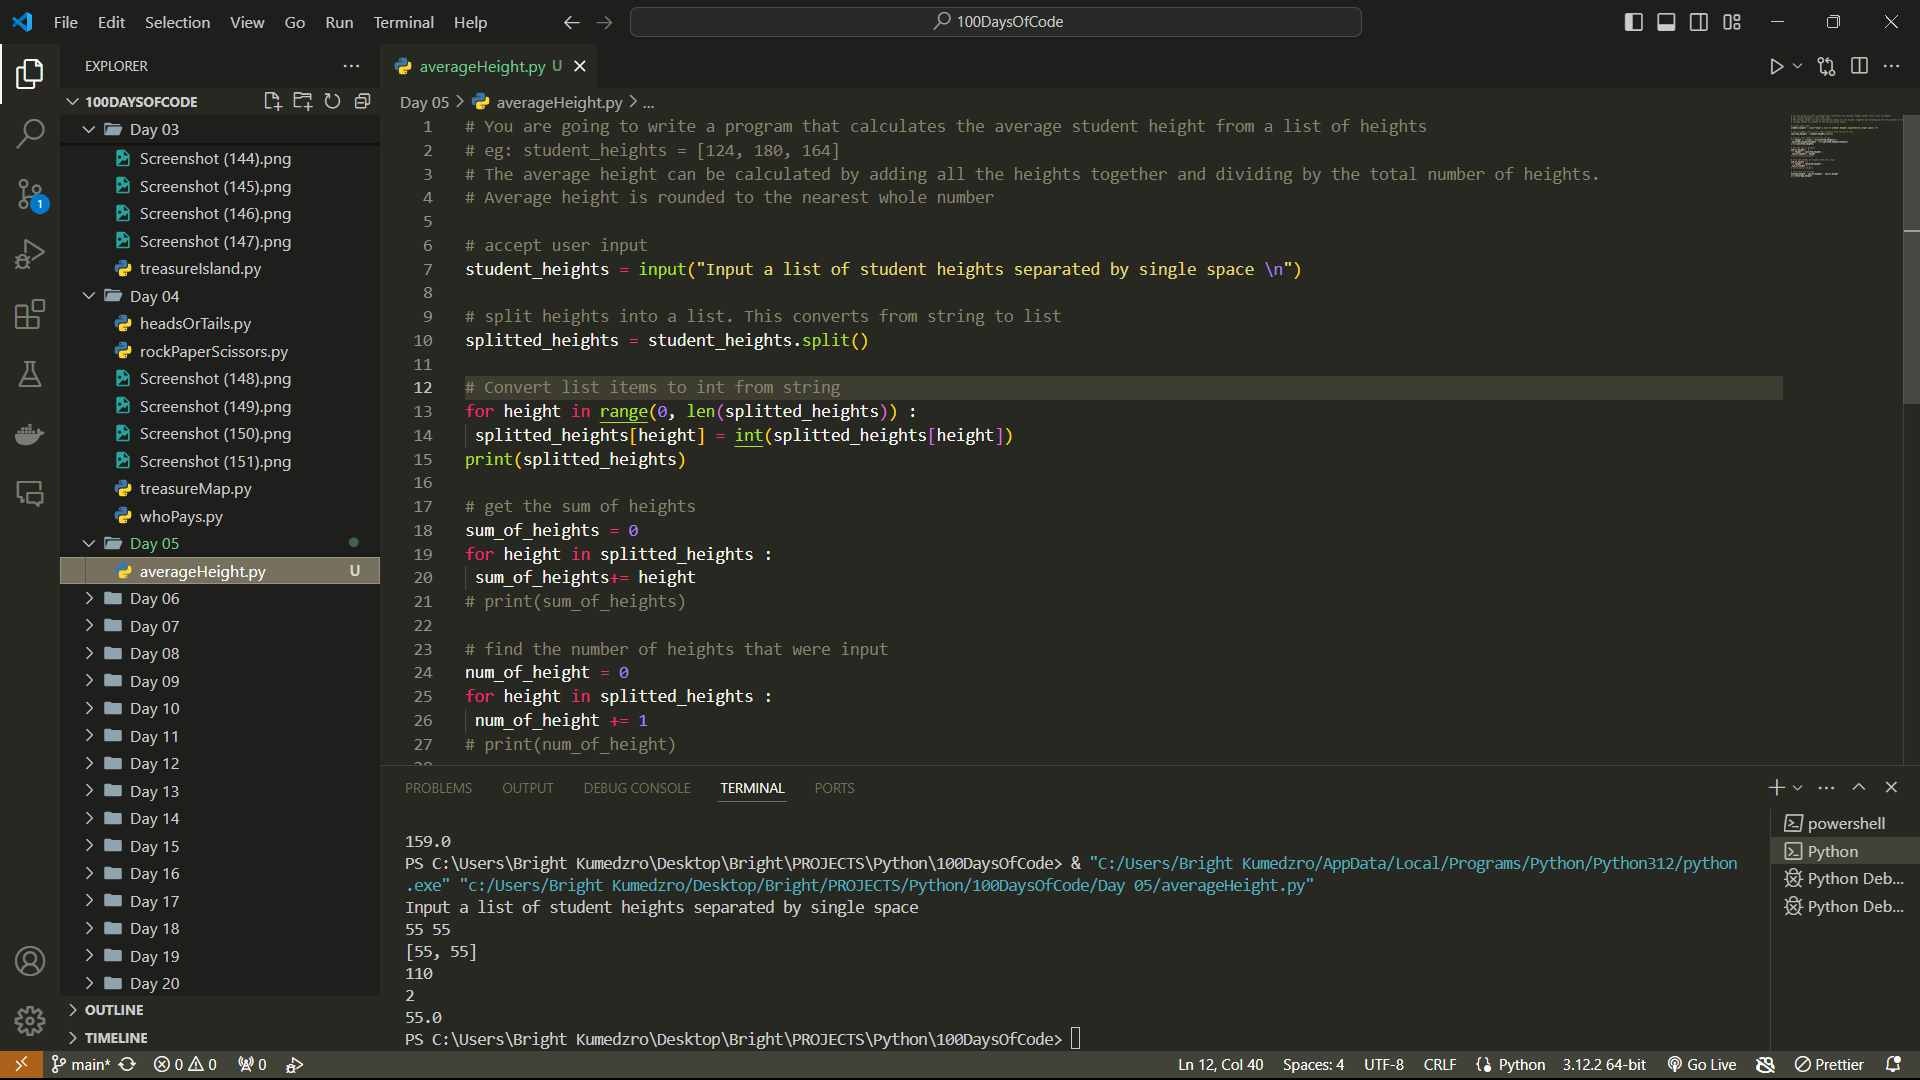 File Edit Selection View Go Run Terminal Help
100DaysOfCode
EXPLORER
100DAYSOFCODE
Day 03
Screenshot (144).png
Screenshot (145).png
Screenshot (146).png
Screenshot (147).png
treasureIsland.py
Day 04
headsOrTails.py
rockPaperScissors.py
Screenshot (148).png
Screenshot (149).png
Screenshot (150).png
Screenshot (151).png
treasureMap.py
whoPays.py
Day 05
averageHeight.py U
Day 06
Day 07
Day 08
Day 09
Day 10
Day 11
Day 12
Day 13
Day 14
Day 15
Day 16
Day 17
Day 18
Day 19
Day 20
OUTLINE
TIMELINE
1
averageHeight.py U
Day 05 > averageHeight.py > ...
1 # You are going to write a program that calculates the average student height from a list of heights
2 # eg: student_heights = [124, 180, 164]
3 # The average height can be calculated by adding all the heights together and dividing by the total number of heights.
4 # Average height is rounded to the nearest whole number
5
6 # accept user input
7 student_heights = input("Input a list of student heights separated by single space \n")
8
9 # split heights into a list. This converts from string to list
10 splitted_heights = student_heights.split()
11
12 # Convert list items to int from string
13 for height in range(0, len(splitted_heights)) :
14 splitted_heights[height] = int(splitted_heights[height])
15 print(splitted_heights)
16
17 # get the sum of heights
18 sum_of_heights = 0
19 for height in splitted_heights :
20 sum_of_heights+= height
21 # print(sum_of_heights)
22
23 # find the number of heights that were input
24 num_of_height = 0
25 for height in splitted_heights :
26 num_of_height += 1
27 # print(num_of_height)
PROBLEMS OUTPUT DEBUG CONSOLE TERMINAL PORTS
159.0
PS C:\Users\Bright Kumedzro\Desktop\Bright\PROJECTS\Python\100DaysOfCode> & "C:/Users/Bright Kumedzro/AppData/Local/Programs/Python/Python312/python
.exe" "c:/Users/Bright Kumedzro/Desktop/Bright/PROJECTS/Python/100DaysOfCode/Day 05/averageHeight.py"
Input a list of student heights separated by single space
55 55
[55, 55]
110
2
55.0
PS C:\Users\Bright Kumedzro\Desktop\Bright\PROJECTS\Python\100DaysOfCode>
powershell
Python
Python Deb...
Python Deb...
main* 0 0 0 Ln 12, Col 40 Spaces: 4 UTF-8 CRLF Python 3.12.2 64-bit Go Live Prettier